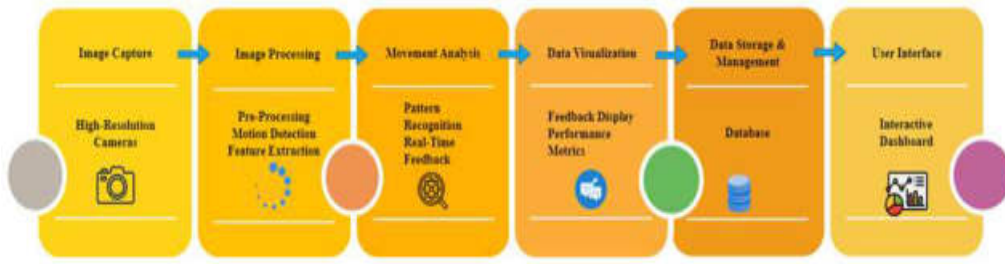 Image Capture
High-Resolution
Cameras
Image Processing
Pre-Processing
Motion Detection
Feature Extraction
Movement Analysis
Pattern
Recognition
Real-Time
Feedback
Data Visualization
Feedback Display
Performance
Metrics
Data Storage &
Management
Database
User Interface
Interactive
Dashboard